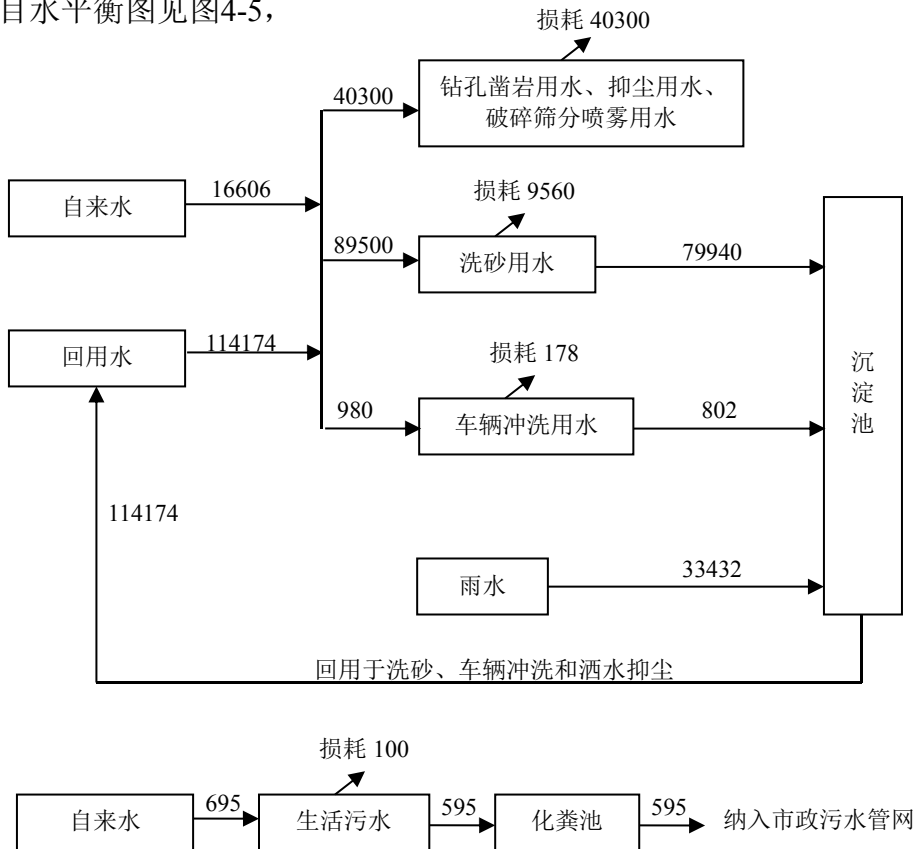 目水平衡图见图4-5，
损耗 40300
40300
钻孔凿岩用水、抑尘用水、
破碎筛分喷雾用水
自来水
16606
损耗 9560
89500
洗砂用水
79940
回用水
114174
损耗 178
980
车辆冲洗用水
802
沉
淀
池
114174
雨水
33432
回用于洗砂、车辆冲洗和洒水抑尘
损耗 100
自来水
695
生活污水
595
化粪池
595
纳入市政污水管网